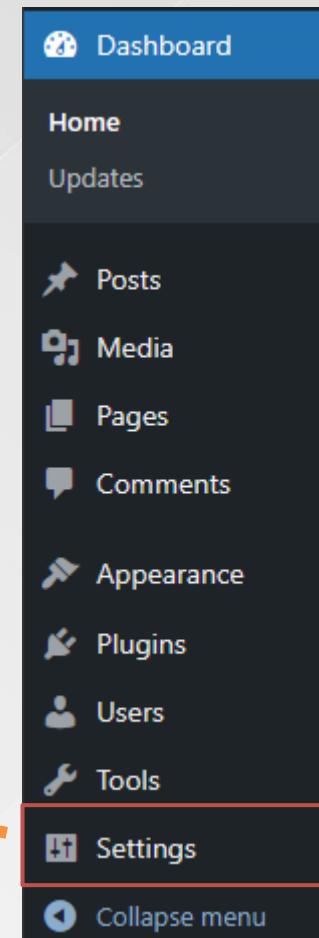 Dashboard
Home
Updates
Posts
Media
Pages
Comments
Appearance
Plugins
Users
Tools
Settings
Collapse menu